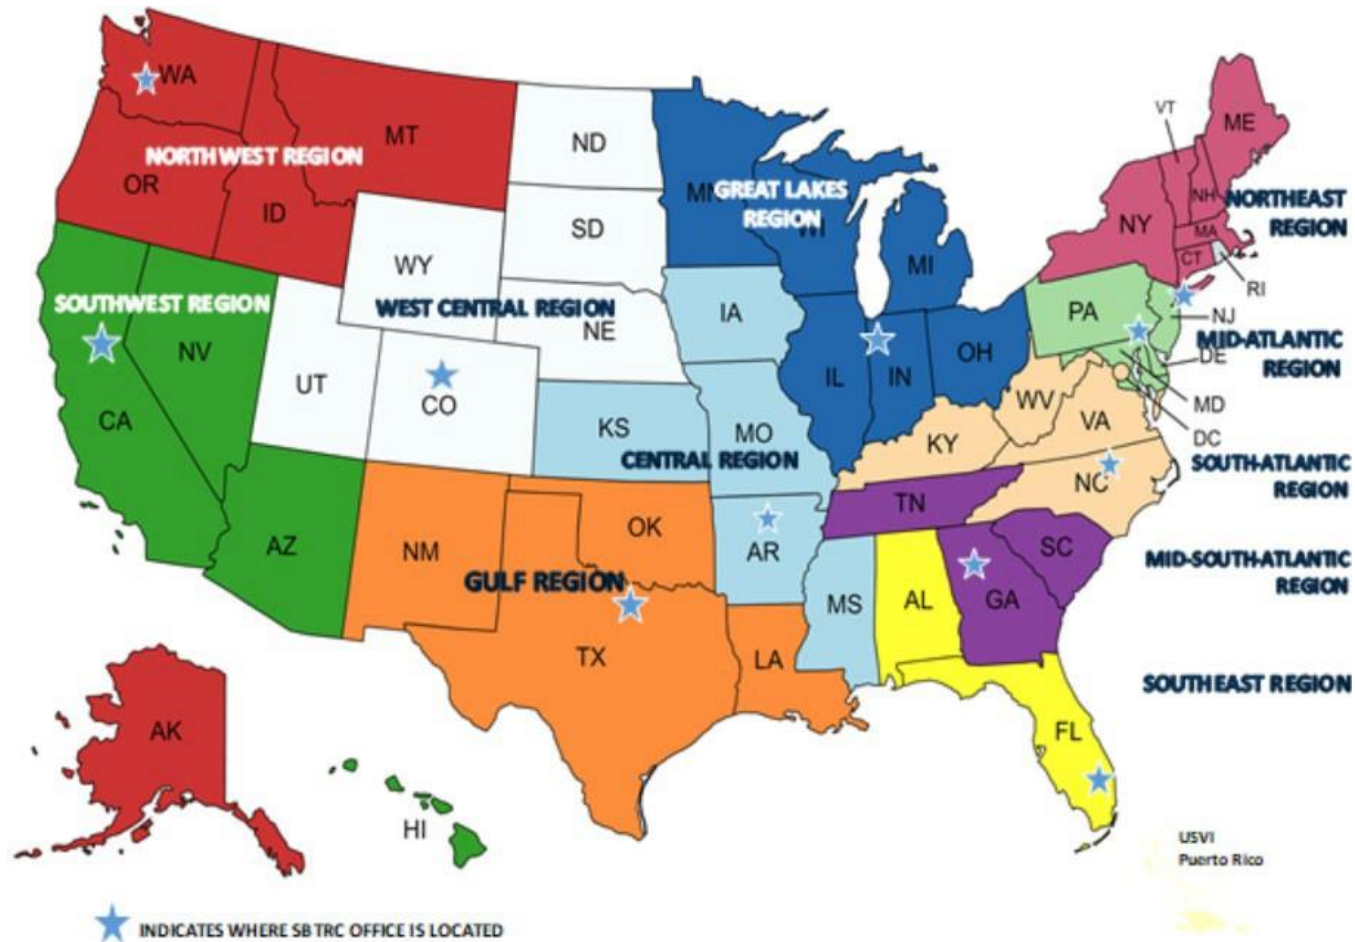 WA
MT
ND
VT
ME
NORTHWEST REGION
OR
ID
MN
GREAT LAKES
REGION
WI
NH
NORTHEAST
REGION
SD
NY
MA
CT
RI
WY
MI
SOUTHWEST REGION
WEST CENTRAL REGION
NE
IA
PA
NJ
MID-ATLANTIC
REGION
DE
NV
UT
CO
IL
IN
OH
MD
DC
CA
KS
MO
CENTRAL REGION
WV
VA
KY
SOUTH-ATLANTIC
REGION
NC
TN
AZ
NM
OK
AR
SC
MID-SOUTH-ATLANTIC
REGION
GULF REGION
MS
AL
GA
TX
LA
SOUTHEAST REGION
AK
FL
HI
USVI
Puerto Rico
INDICATES WHERE SBTRC OFFICE IS LOCATED